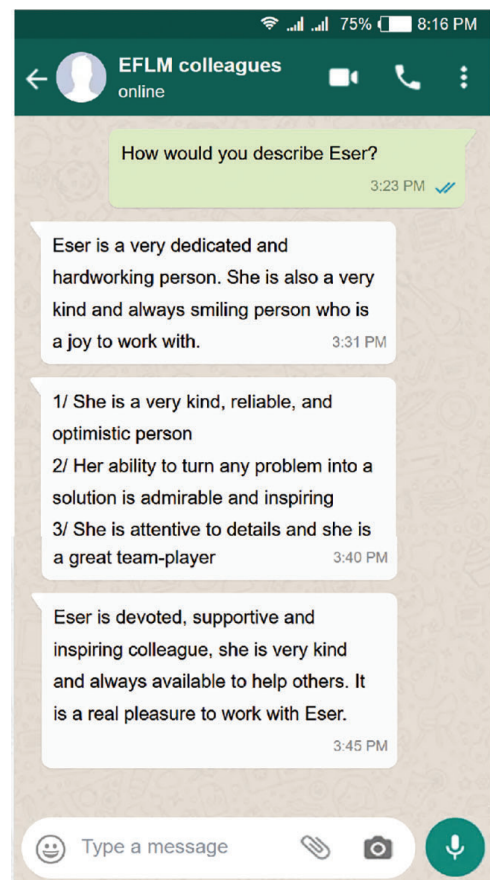 75% 8:16 PM
EFLM colleagues
online
How would you describe Eser?
3:23 PM
Eser is a very dedicated and
hardworking person. She is also a very
kind and always smiling person who is
a joy to work with.
3:31 PM
1/ She is a very kind, reliable, and
optimistic person
2/ Her ability to turn any problem into a
solution is admirable and inspiring
3/ She is attentive to details and she is
a great team-player
3:40 PM
Eser is devoted, supportive and
inspiring colleague, she is very kind
and always available to help others. It
is a real pleasure to work with Eser.
3:45 PM
Type a message